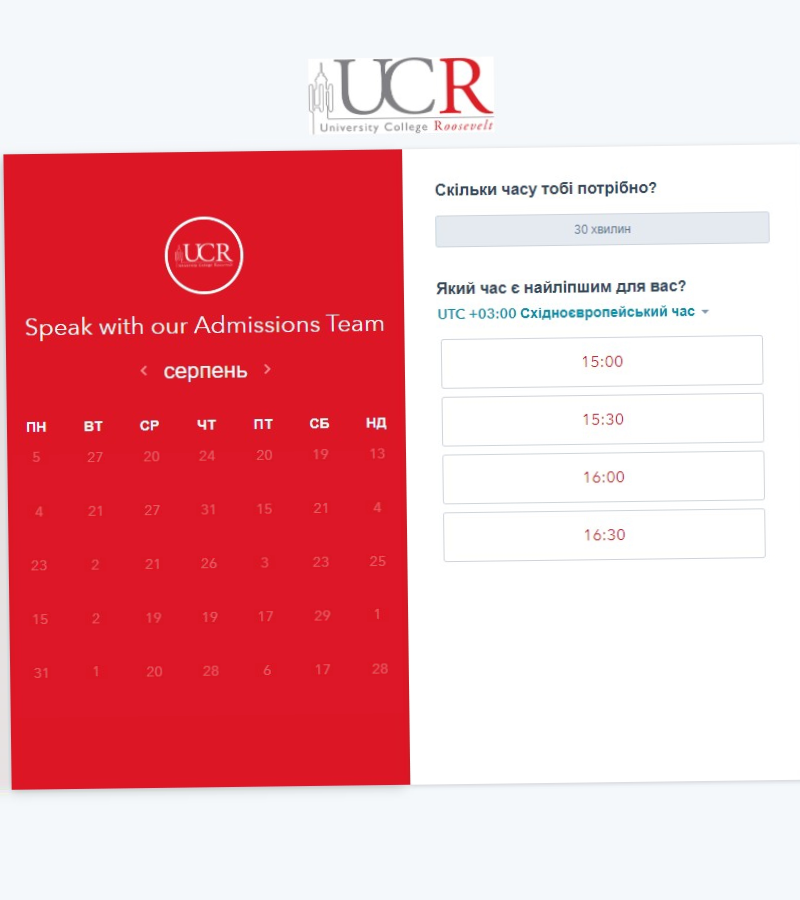 UCR
University College Roosevelt
UCR
University College Roosevelt
Speak with our Admissions Team
серпень
ПН ВТ СР ЧТ ПТ СБ НД
5 27 20 24 20 19 13
4 21 27 31 15 21 4
23 2 21 26 3 23 25
15 2 19 19 17 29 1
31 1 20 28 6 17 28
Скільки часу тобі потрібно?
30 хвилин
Який час є найліпшим для вас?
UTC +03:00 Східноєвропейський час
15:00
15:30
16:00
16:30